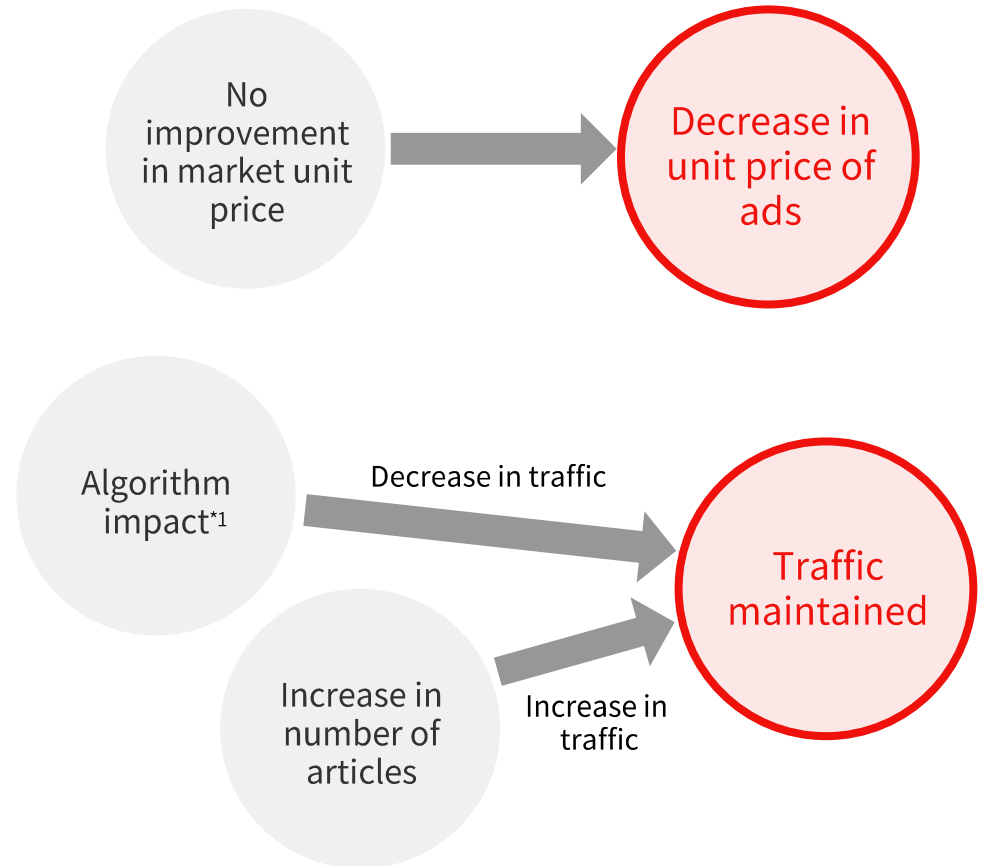 No
improvement
in market unit
price
Decrease in
unit price of
ads
Algorithm
impact*1
Decrease in traffic
Traffic
maintained
Increase in
number of
articles
Increase in
traffic